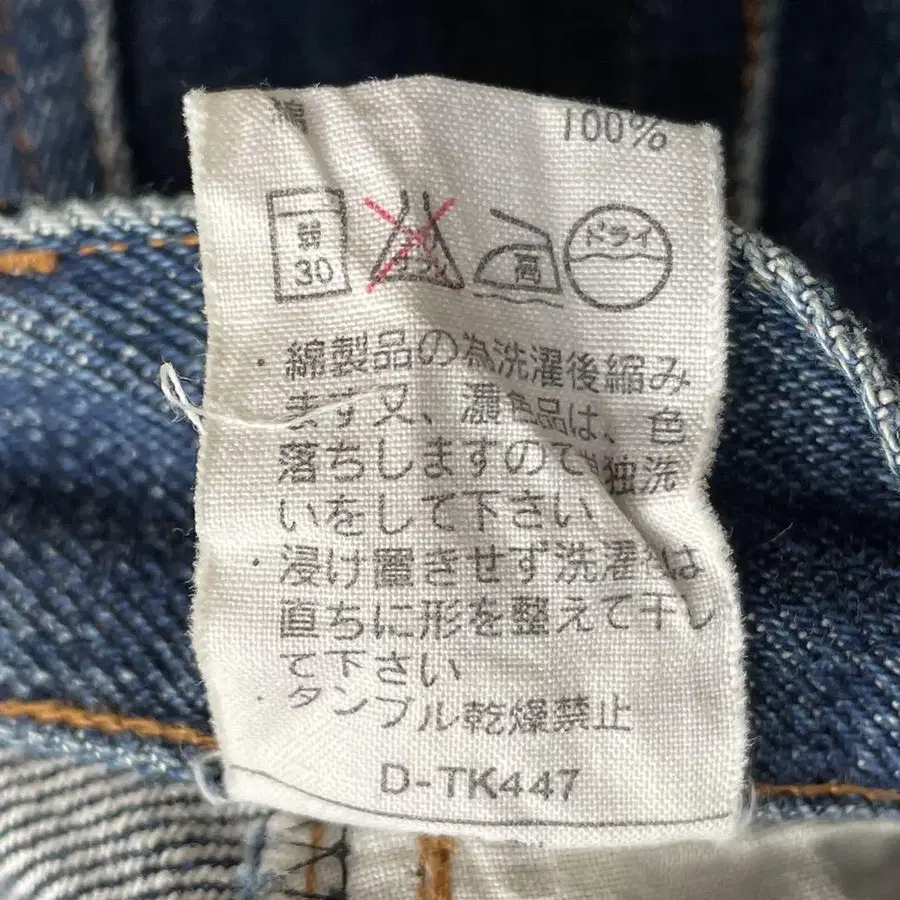 綿 100%
30
高
ドライ
・綿製品の為洗濯後縮み
ます又、濃色品は、色
落ちしますので単独洗
いをして下さい
・浸け置きせず洗濯後は
直ちに形を整えて干し
て下さい
・タンブル乾燥禁止
D-TK447